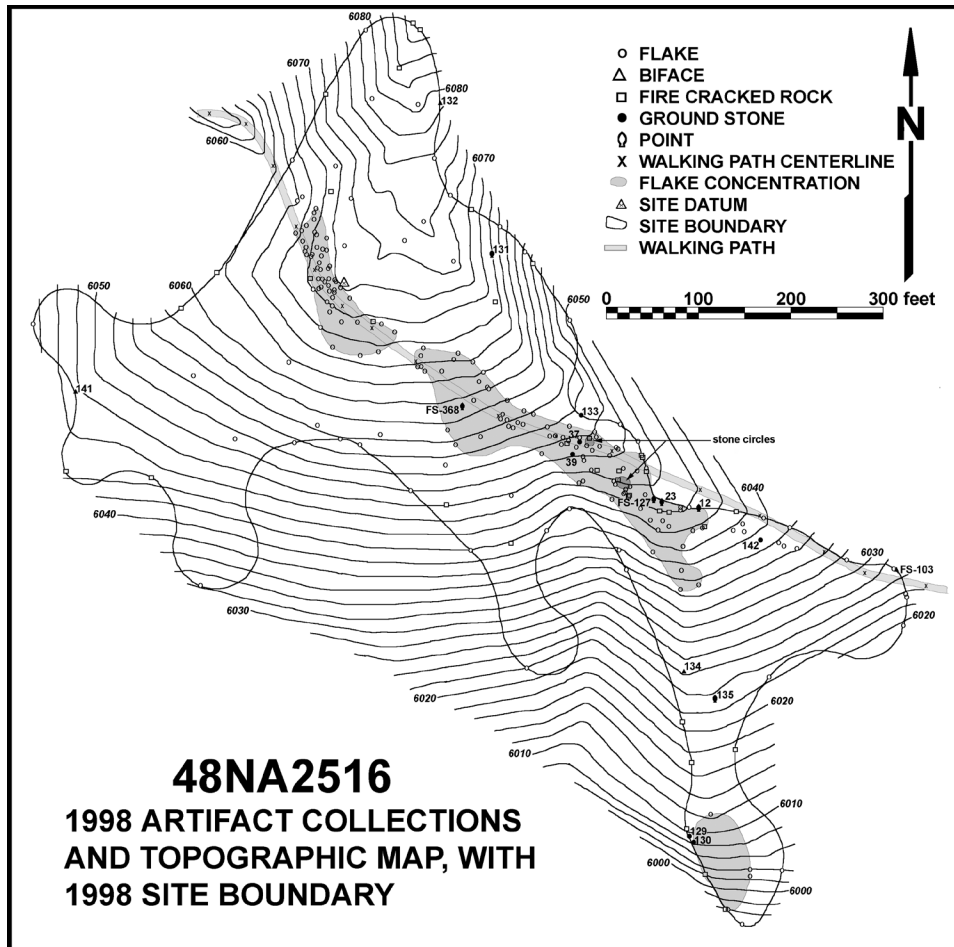 6080
6070
6080
132
6060
6070
FLAKE
BIFACE
FIRE CRACKED ROCK
GROUND STONE
POINT
X WALKING PATH CENTERLINE
FLAKE CONCENTRATION
SITE DATUM
SITE BOUNDARY
WALKING PATH
N
131
0 100 200 300 feet
6050
6060
6050
141
FS-368
133
37
39
stone circles
6040
FS-127
23
12
142
6040
6030
FS-103
6030
6020
134
135
6020
6020
6010
6010
129
130
6000
6000
48NA2516
1998 ARTIFACT COLLECTIONS
AND TOPOGRAPHIC MAP, WITH
1998 SITE BOUNDARY